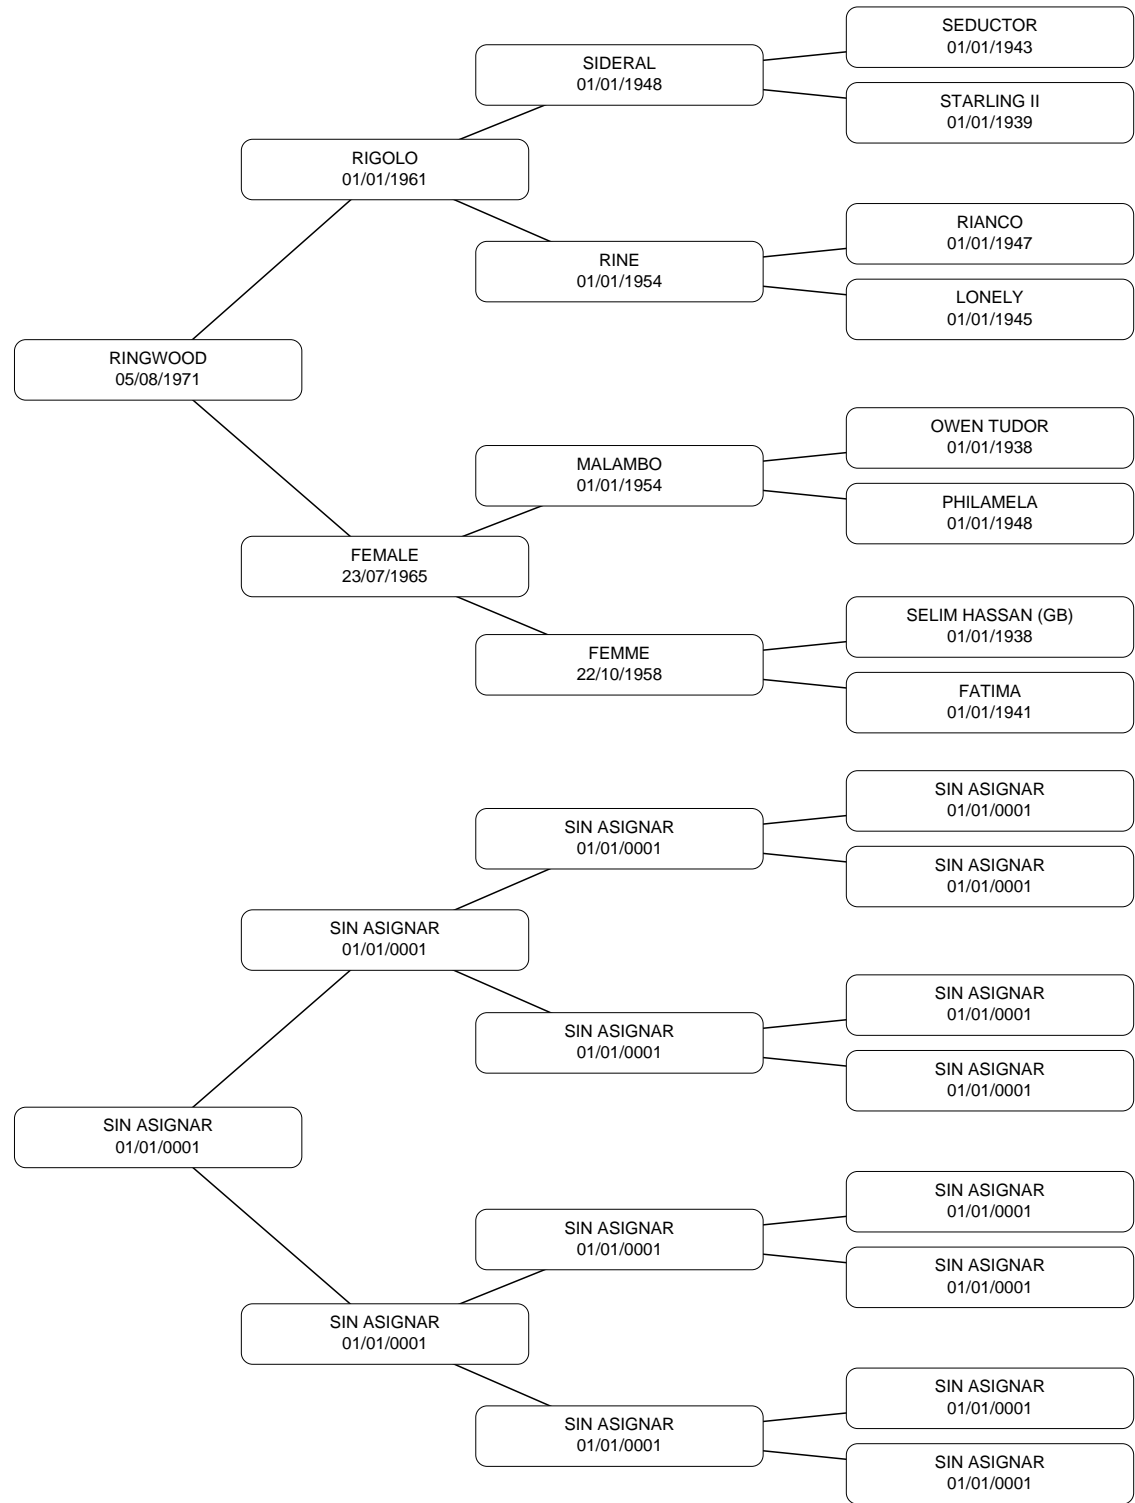 SEDUCTOR
01/01/1943
SIDERAL
01/01/1948
STARLING II
01/01/1939
RIGOLO
01/01/1961
RIANCO
01/01/1947
RINE
01/01/1954
LONELY
01/01/1945
RINGWOOD
05/08/1971
OWEN TUDOR
01/01/1938
MALAMBO
01/01/1954
PHILAMELA
01/01/1948
FEMALE
23/07/1965
SELIM HASSAN (GB)
01/01/1938
FEMME
22/10/1958
FATIMA
01/01/1941
SIN ASIGNAR
01/01/0001
SIN ASIGNAR
01/01/0001
SIN ASIGNAR
01/01/0001
SIN ASIGNAR
01/01/0001
SIN ASIGNAR
01/01/0001
SIN ASIGNAR
01/01/0001
SIN ASIGNAR
01/01/0001
SIN ASIGNAR
01/01/0001
SIN ASIGNAR
01/01/0001
SIN ASIGNAR
01/01/0001
SIN ASIGNAR
01/01/0001
SIN ASIGNAR
01/01/0001
SIN ASIGNAR
01/01/0001
SIN ASIGNAR
01/01/0001
SIN ASIGNAR
01/01/0001